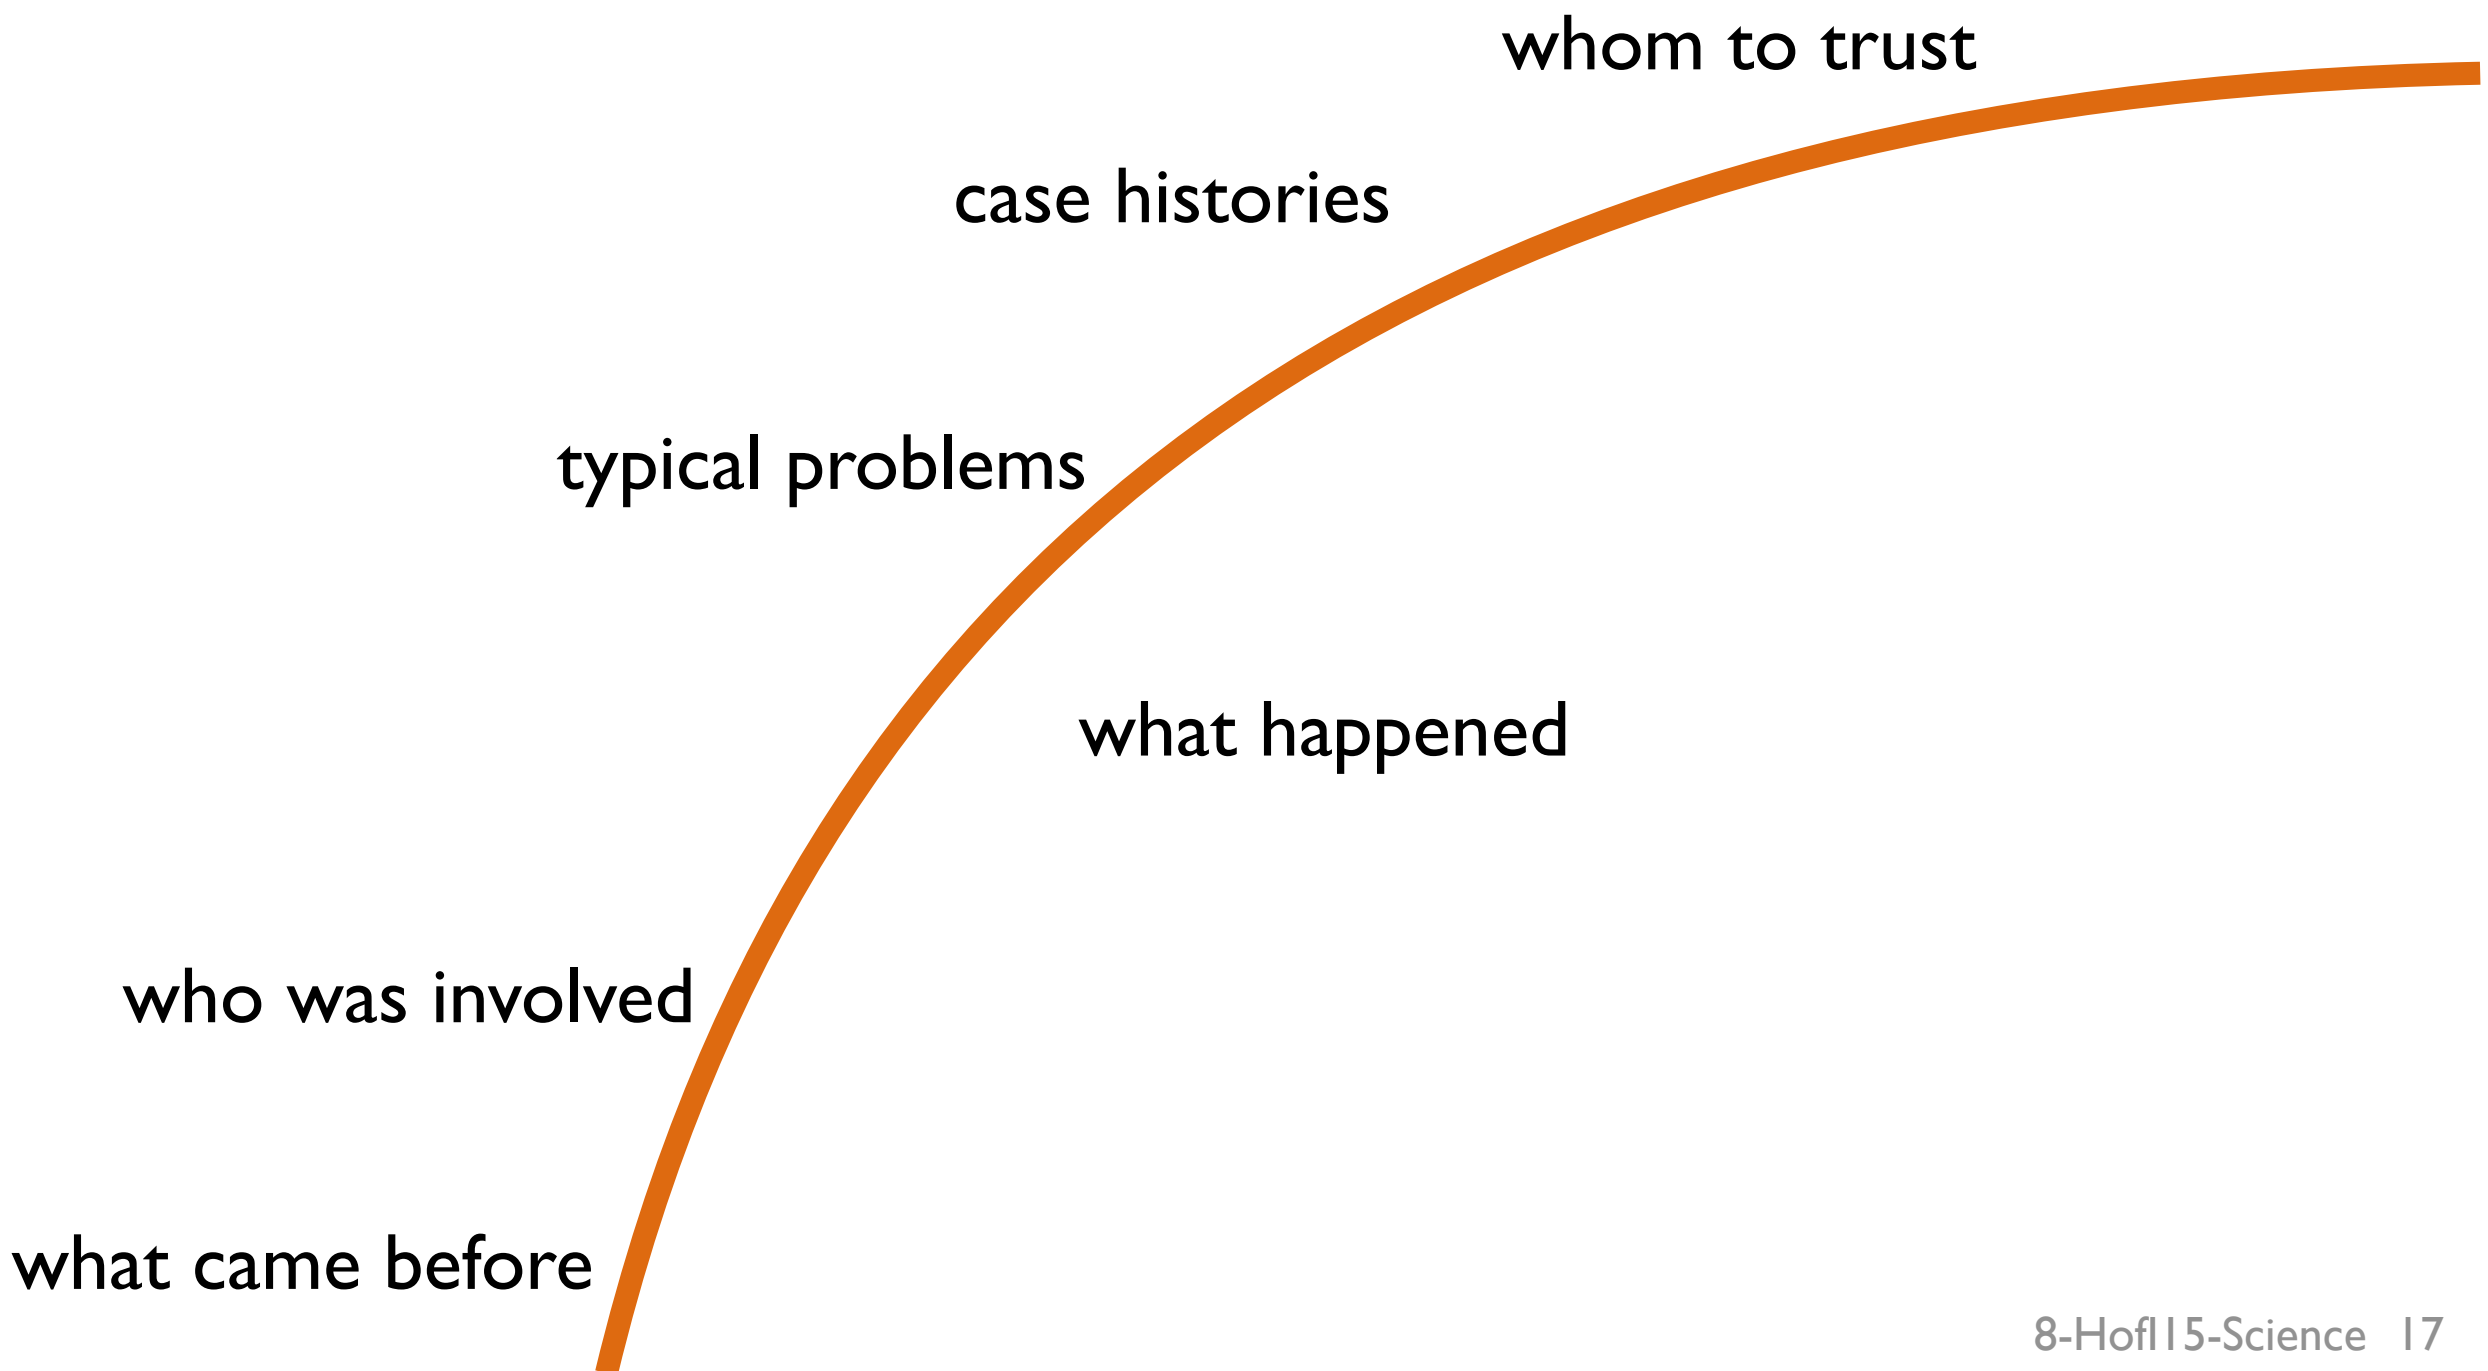 whom to trust
case histories
typical problems
what happened
who was involved
what came before
8-HofI15-Science 17